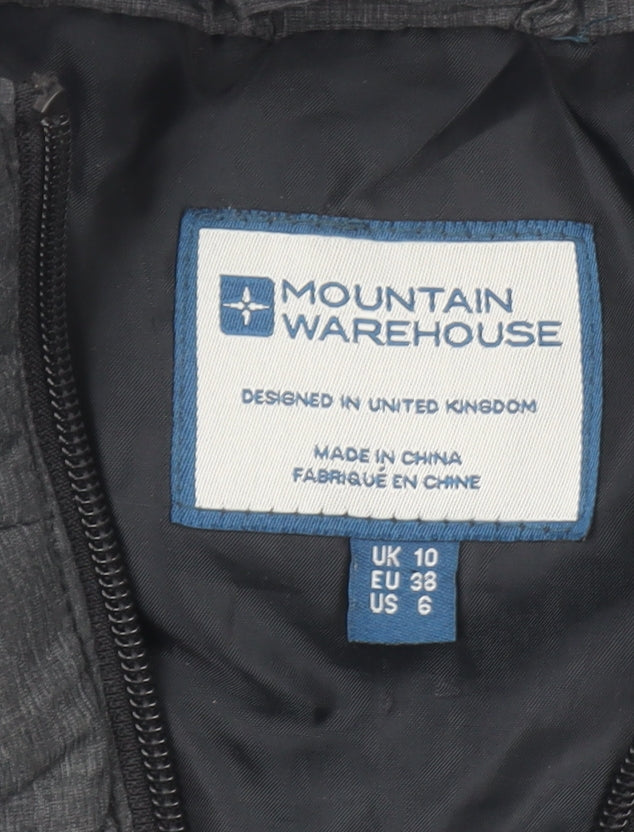 MOUNTAIN
WAREHOUSE
DESIGNED IN UNITED KINGDOM
MADE IN CHINA
FABRIQUÉ EN CHINE
UK 10
EU 38
US 6